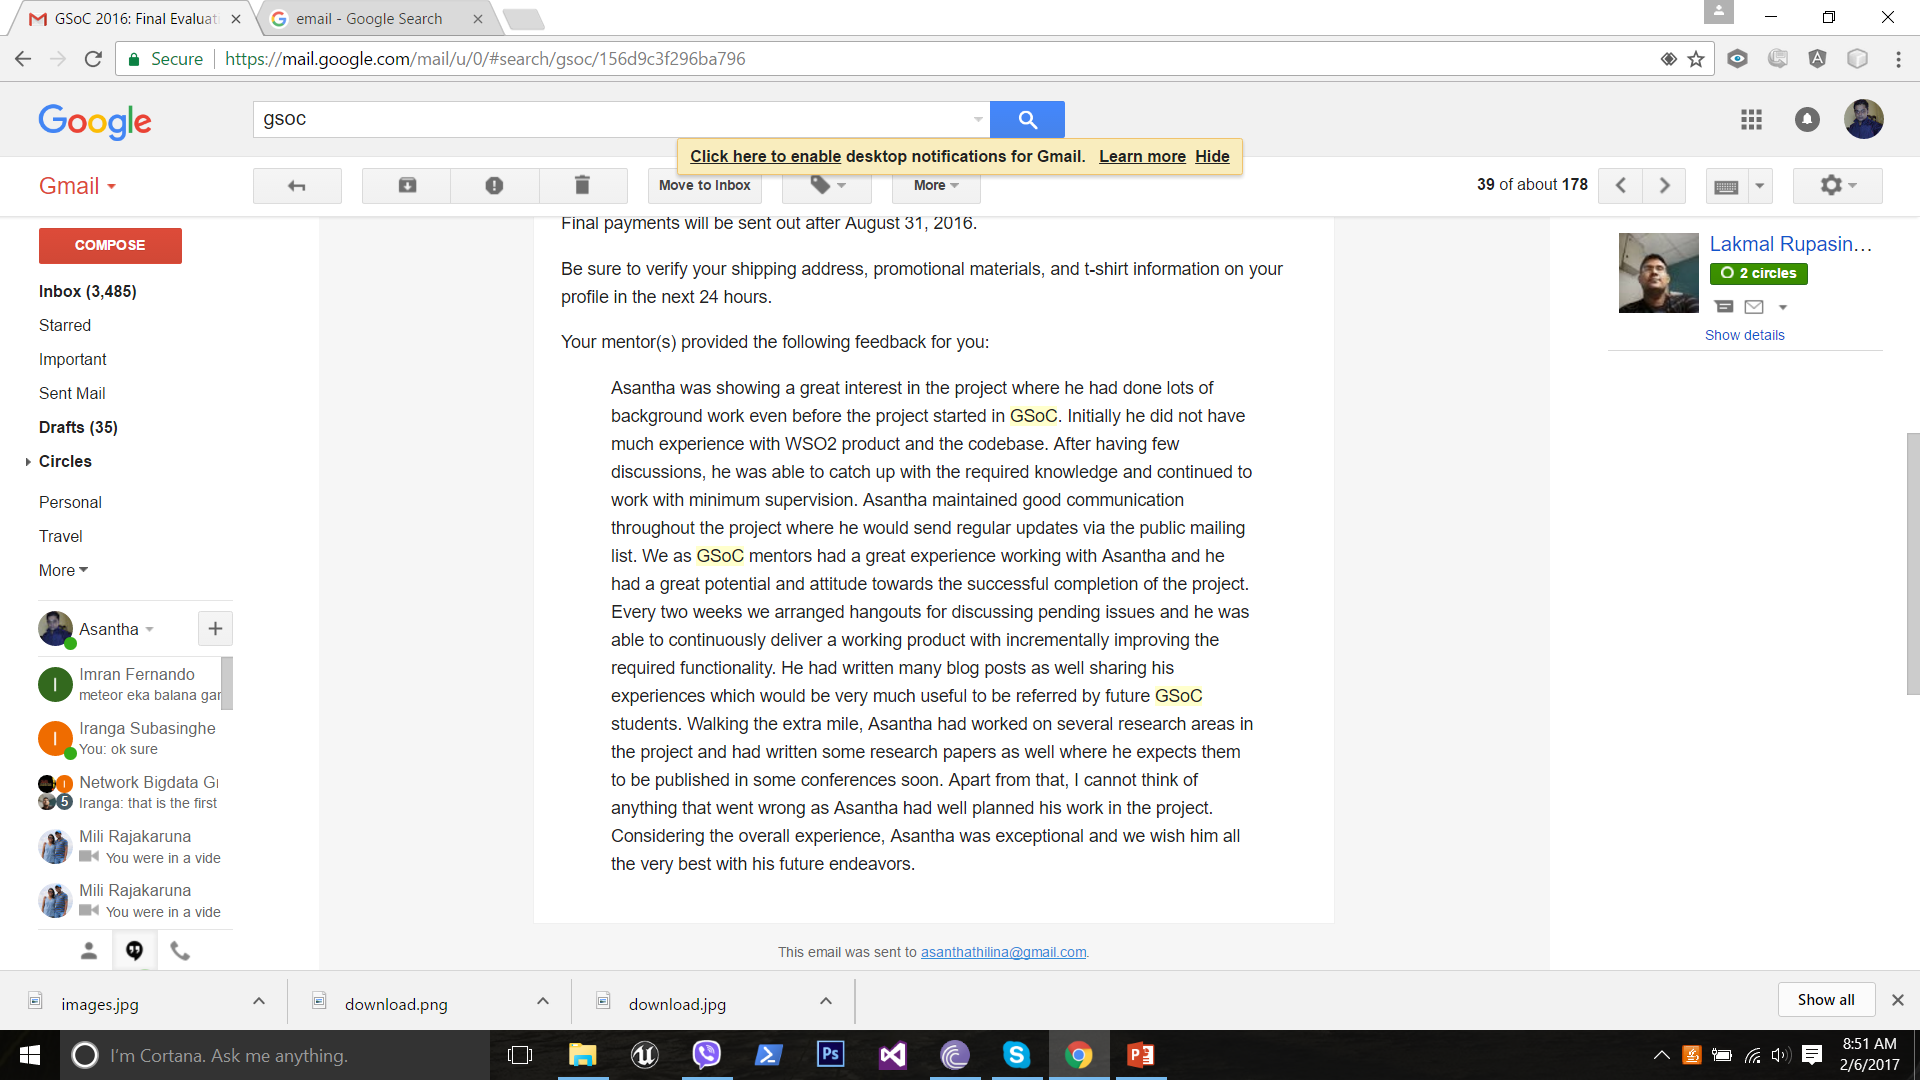 GSoC 2016: Final Evaluat
email - Google Search
Secure
https://mail.google.com/mail/u/0/#search/gsoc/156d9c3f296ba796
Google
gsoc
Click here to enable desktop notifications for Gmail. Learn more Hide
Gmail
Move to Inbox
More
39 of about 178
COMPOSE
Inbox (3,485)
Starred
Important
Sent Mail
Drafts (35)
Circles
Personal
Travel
More
Asantha
Imran Fernando
meteor eka balana gar
Iranga Subasinghe
You: ok sure
Network Bigdata Gr
5
Iranga: that is the first
Mili Rajakaruna
You were in a vide
Mili Rajakaruna
You were in a vide
Final payments will be sent out after August 31, 2016.
Be sure to verify your shipping address, promotional materials, and t-shirt information on your
profile in the next 24 hours.
Your mentor(s) provided the following feedback for you:
Asantha was showing a great interest in the project where he had done lots of
background work even before the project started in GSoC. Initially he did not have
much experience with WSO2 product and the codebase. After having few
discussions, he was able to catch up with the required knowledge and continued to
work with minimum supervision. Asantha maintained good communication
throughout the project where he would send regular updates via the public mailing
list. We as GSoC mentors had a great experience working with Asantha and he
had a great potential and attitude towards the successful completion of the project.
Every two weeks we arranged hangouts for discussing pending issues and he was
able to continuously deliver a working product with incrementally improving the
required functionality. He had written many blog posts as well sharing his
experiences which would be very much useful to be referred by future GSoC
students. Walking the extra mile, Asantha had worked on several research areas in
the project and had written some research papers as well where he expects them
to be published in some conferences soon. Apart from that, I cannot think of
anything that went wrong as Asantha had well planned his work in the project.
Considering the overall experience, Asantha was exceptional and we wish him all
the very best with his future endeavors.
This email was sent to asanthathilina@gmail.com.
Lakmal Rupasin...
2 circles
Show details
images.jpg
download.png
download.jpg
Show all
I'm Cortana. Ask me anything.
Ps
8:51 AM
2/6/2017